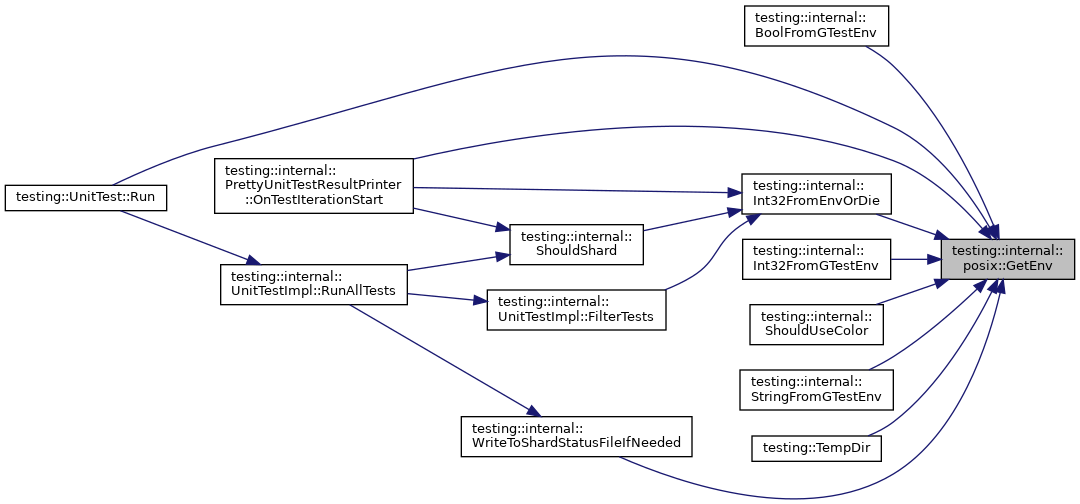 testing::internal::
BoolFromGTestEnv
testing::internal::
PrettyUnitTestResultPrinter
::OnTestIterationStart
testing::internal::
Int32FromEnvOrDie
testing::UnitTest::Run
testing::internal::
ShouldShard
testing::internal::
Int32FromGTestEnv
testing::internal::
posix::GetEnv
testing::internal::
UnitTestImpl::RunAllTests
testing::internal::
UnitTestImpl::FilterTests
testing::internal::
ShouldUseColor
testing::internal::
StringFromGTestEnv
testing::internal::
WriteToShardStatusFileIfNeeded
testing::TempDir